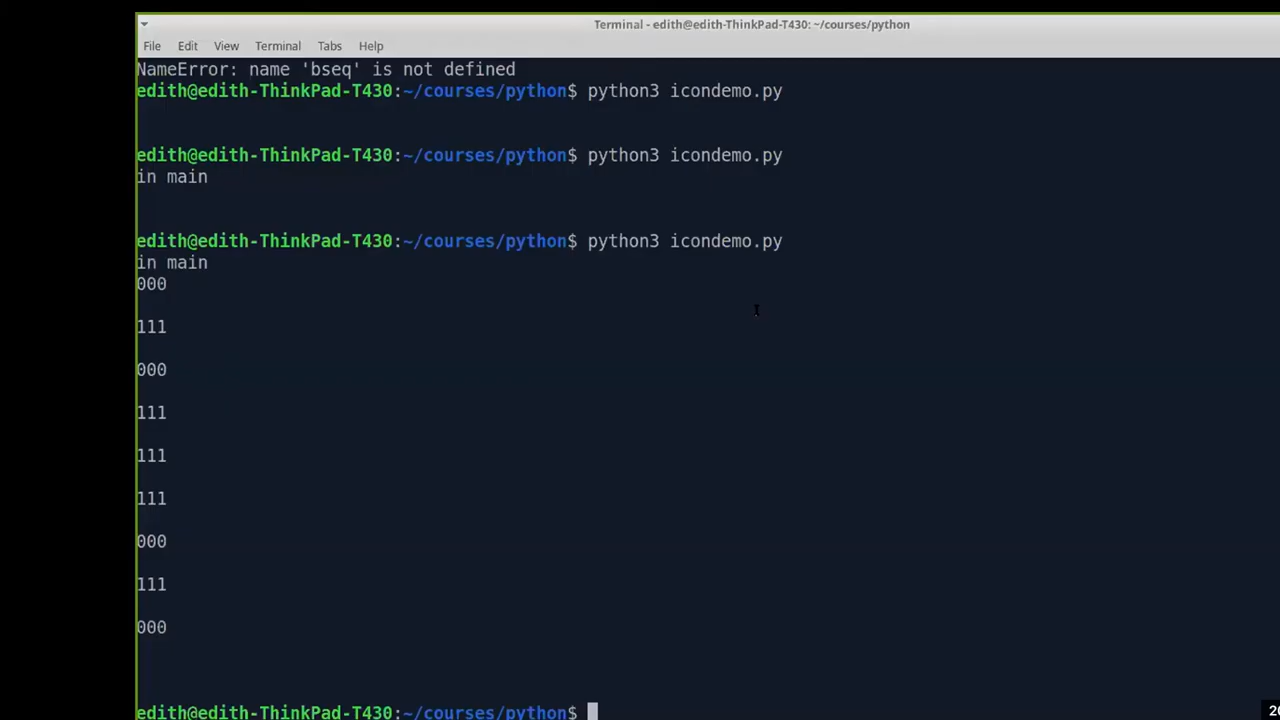 Terminal - edith@edith-ThinkPad-T430: ~/courses/python
File Edit View Terminal Tabs Help
NameError: name 'bseq' is not defined
edith@edith-ThinkPad-T430:~/courses/python$ python3 icondemo.py
edith@edith-ThinkPad-T430:~/courses/python$ python3 icondemo.py
in main
edith@edith-ThinkPad-T430:~/courses/python$ python3 icondemo.py
in main
000
111
000
111
111
111
000
111
000
edith@edith-ThinkPad-T430:~/courses/python$